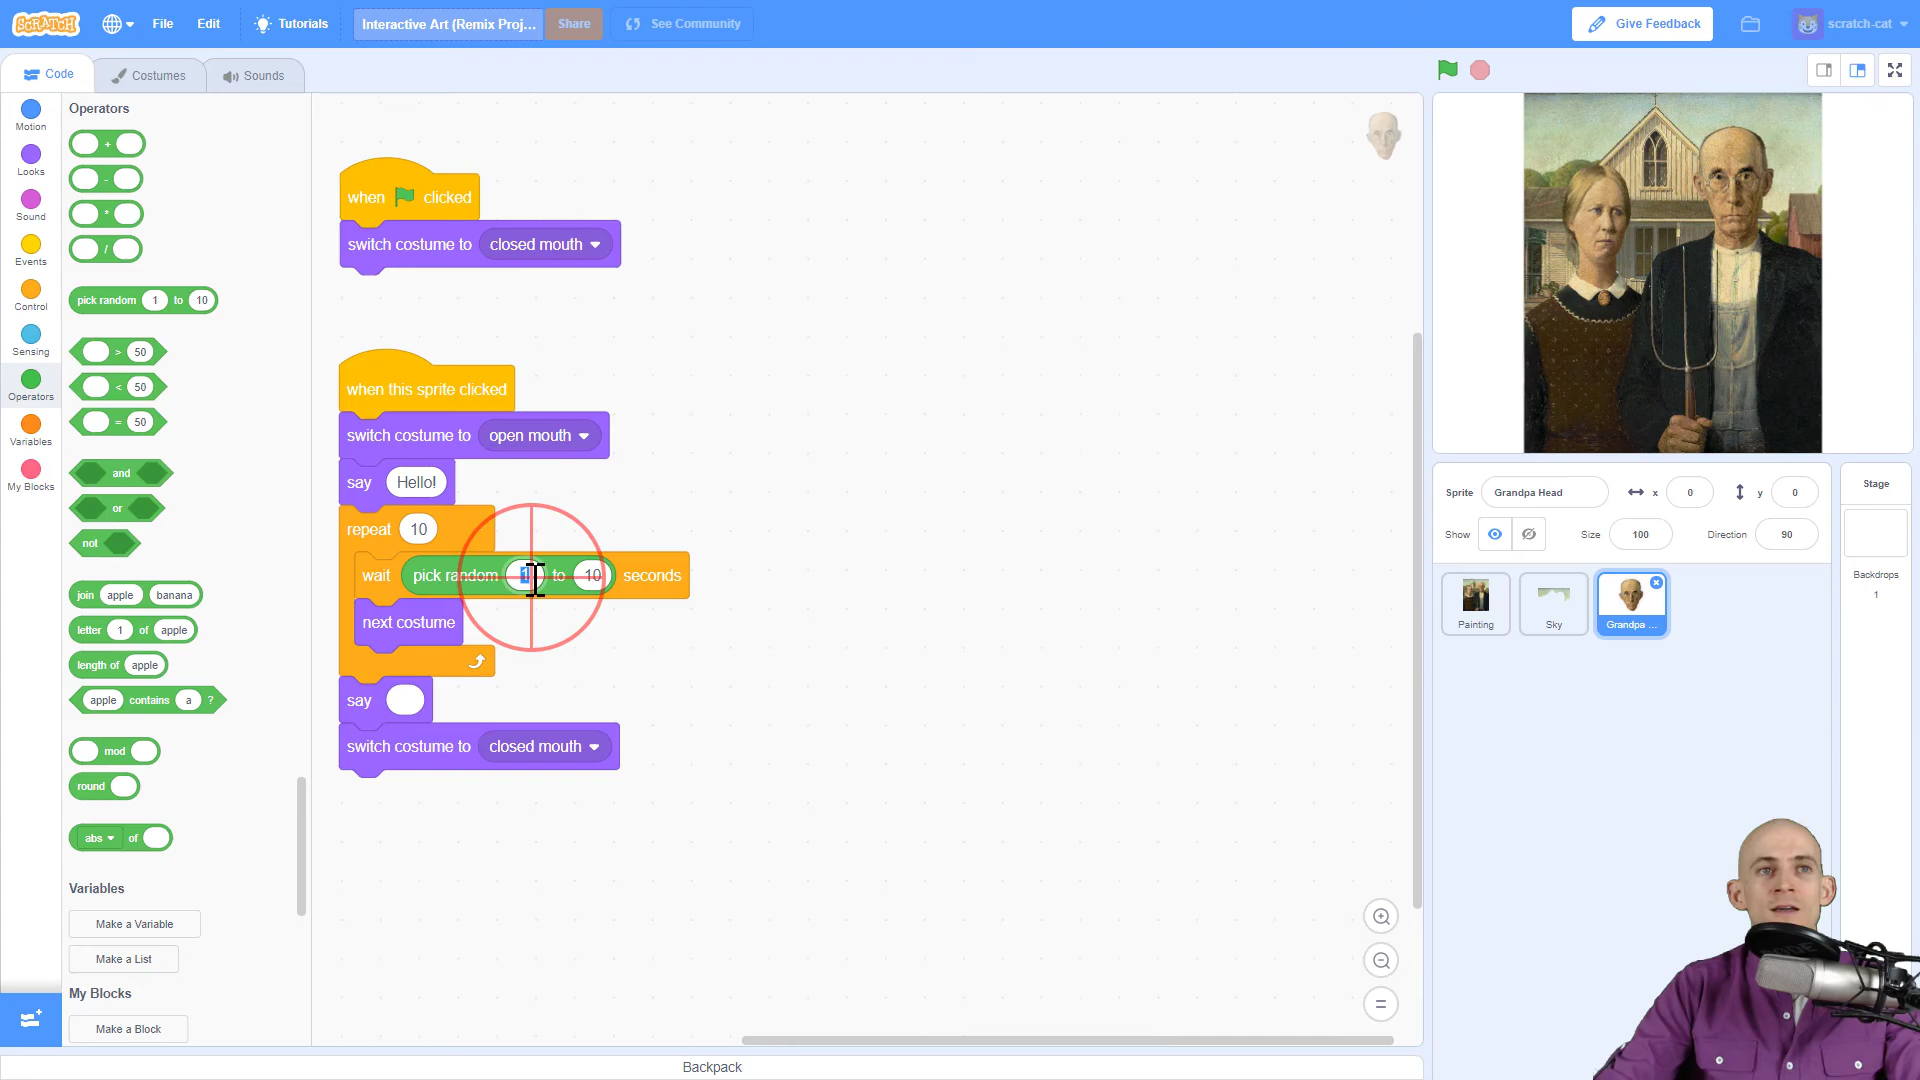 SCRATCH
File
Edit
Tutorials
Interactive Art (Remix Proj...
Share
See Community
Give Feedback
scratch-cat
Code
Costumes
Sounds
Motion
Looks
Sound
Events
Control
Sensing
Operators
Variables
My Blocks
Operators
+
-
*
/
pick random 1 to 10
> 50
< 50
= 50
and
or
not
join apple banana
letter 1 of apple
length of apple
apple contains a ?
mod
round
abs of
Variables
Make a Variable
Make a List
My Blocks
Make a Block
when clicked
switch costume to closed mouth
when this sprite clicked
switch costume to open mouth
say Hello!
repeat 10
wait pick random 1 to 10 seconds
next costume
say
switch costume to closed mouth
Backpack
Sprite Grandpa Head x 0 y 0
Show Size 100 Direction 90
Painting
Sky
Grandpa ...
Stage
Backdrops
1